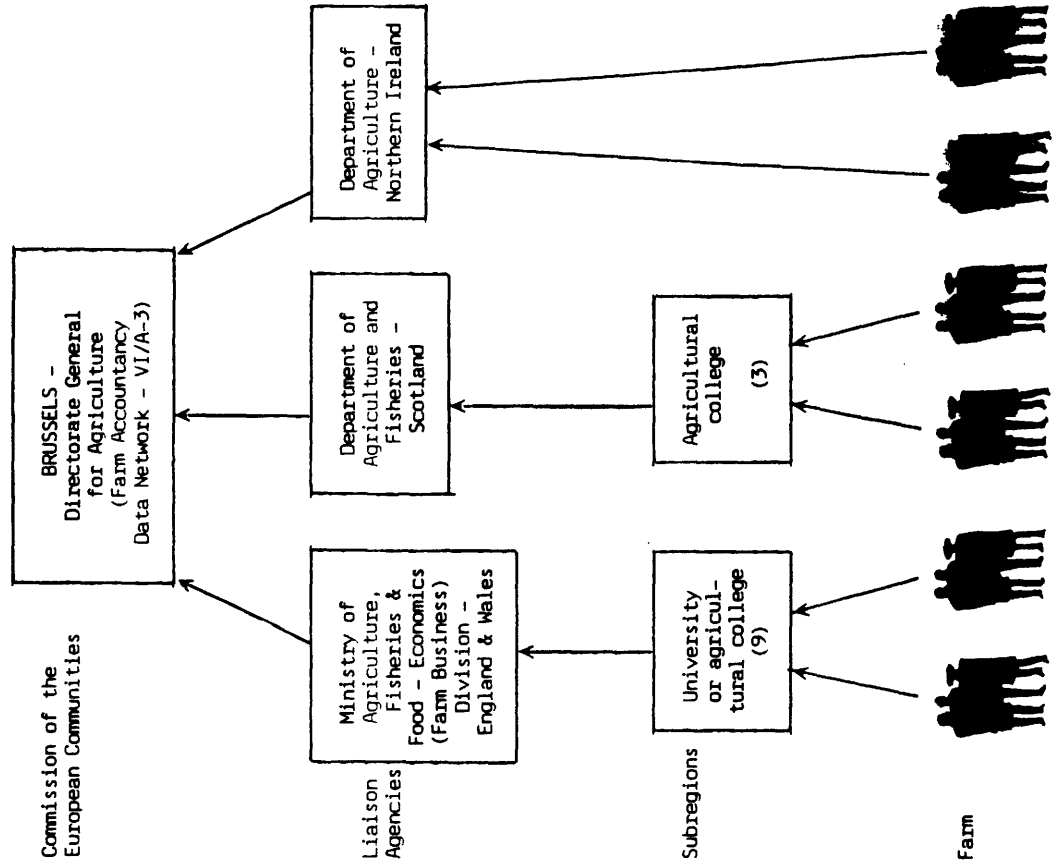 Commission of the
European Communities
BRUSSELS -
Directorate General
for Agriculture
(Farm Accountancy
Data Network - VI/A-3)
Liaison
Agencies
Ministry of
Agriculture,
Fisheries &
Food - Economics
(Farm Business)
Division -
England & Wales
Department of
Agriculture and
Fisheries -
Scotland
Department of
Agriculture -
Northern Ireland
Subregions
University
or agricul-
tural college
(9)
Agricultural
college
(3)
Farm